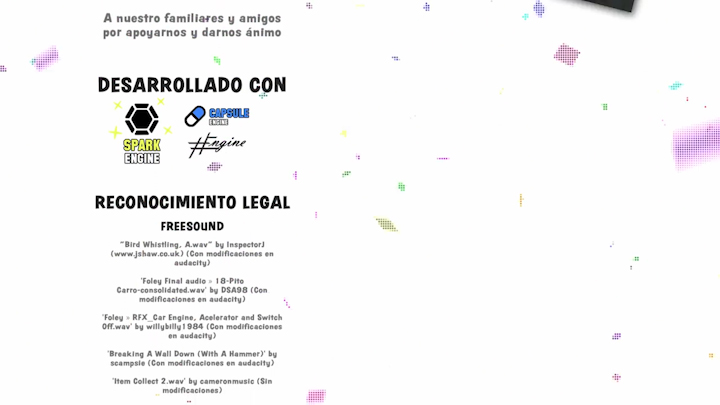 A nuestro familiares y amigos
por apoyarnos y darnos ánimo
DESARROLLADO CON
SPARK
ENGINE
CAPSULE
ENGINE
#Engine
RECONOCIMIENTO LEGAL
FREESOUND
"Bird Whistling, A.wav" by InspectorJ
(www.jshaw.co.uk) (Con modificaciones en
audacity)
'Foley Final audio » 18-Pito
Carro-consolidated.wav' by DSA98 (Con
modificaciones en audacity)
'Foley » RFX_Car Engine, Acelerator and Switch
Off.wav' by willybilly1984 (Con modificaciones
en audacity)
'Breaking A Wall Down (With A Hammer)' by
scampsie (Con modificaciones en audacity)
'Item Collect 2.wav' by cameronmusic (Sin
modificaciones)